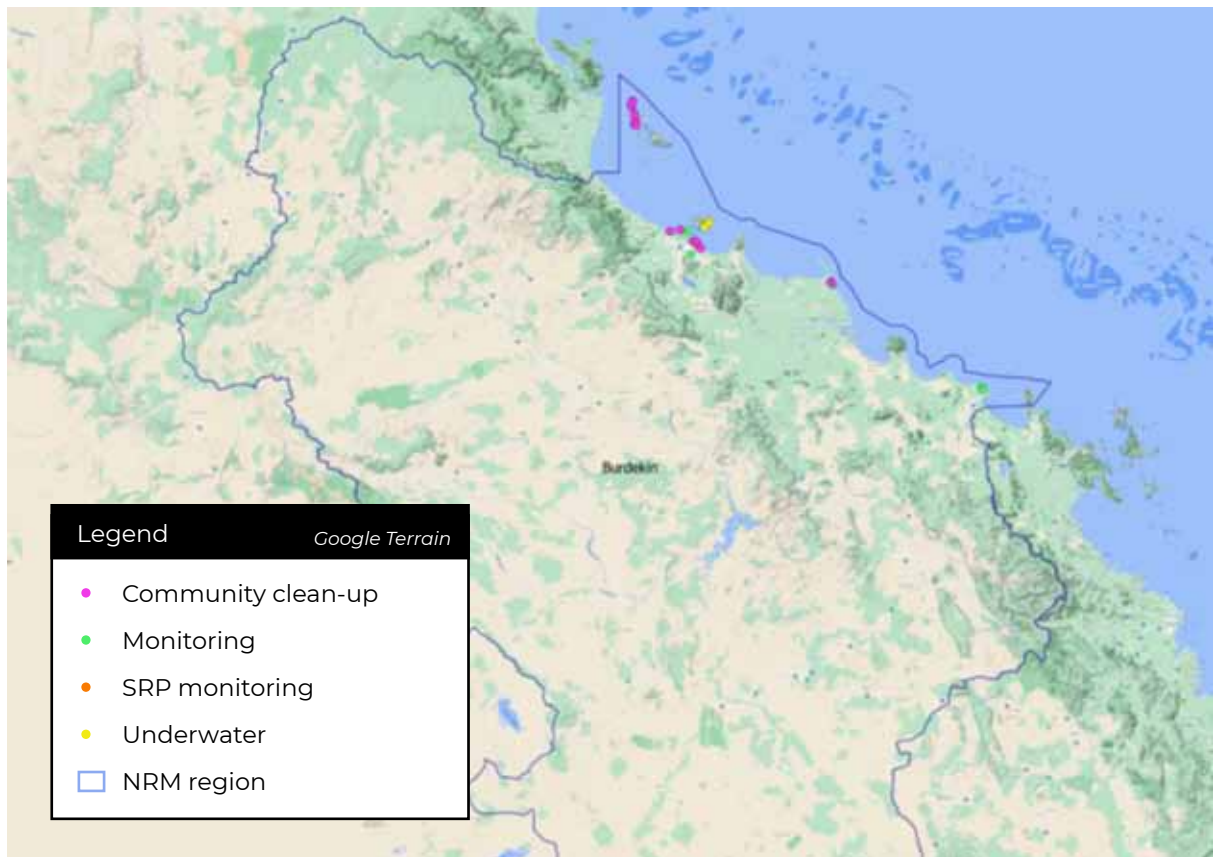 Burdekin
Legend
Google Terrain
Community clean-up
Monitoring
SRP monitoring
Underwater
NRM region